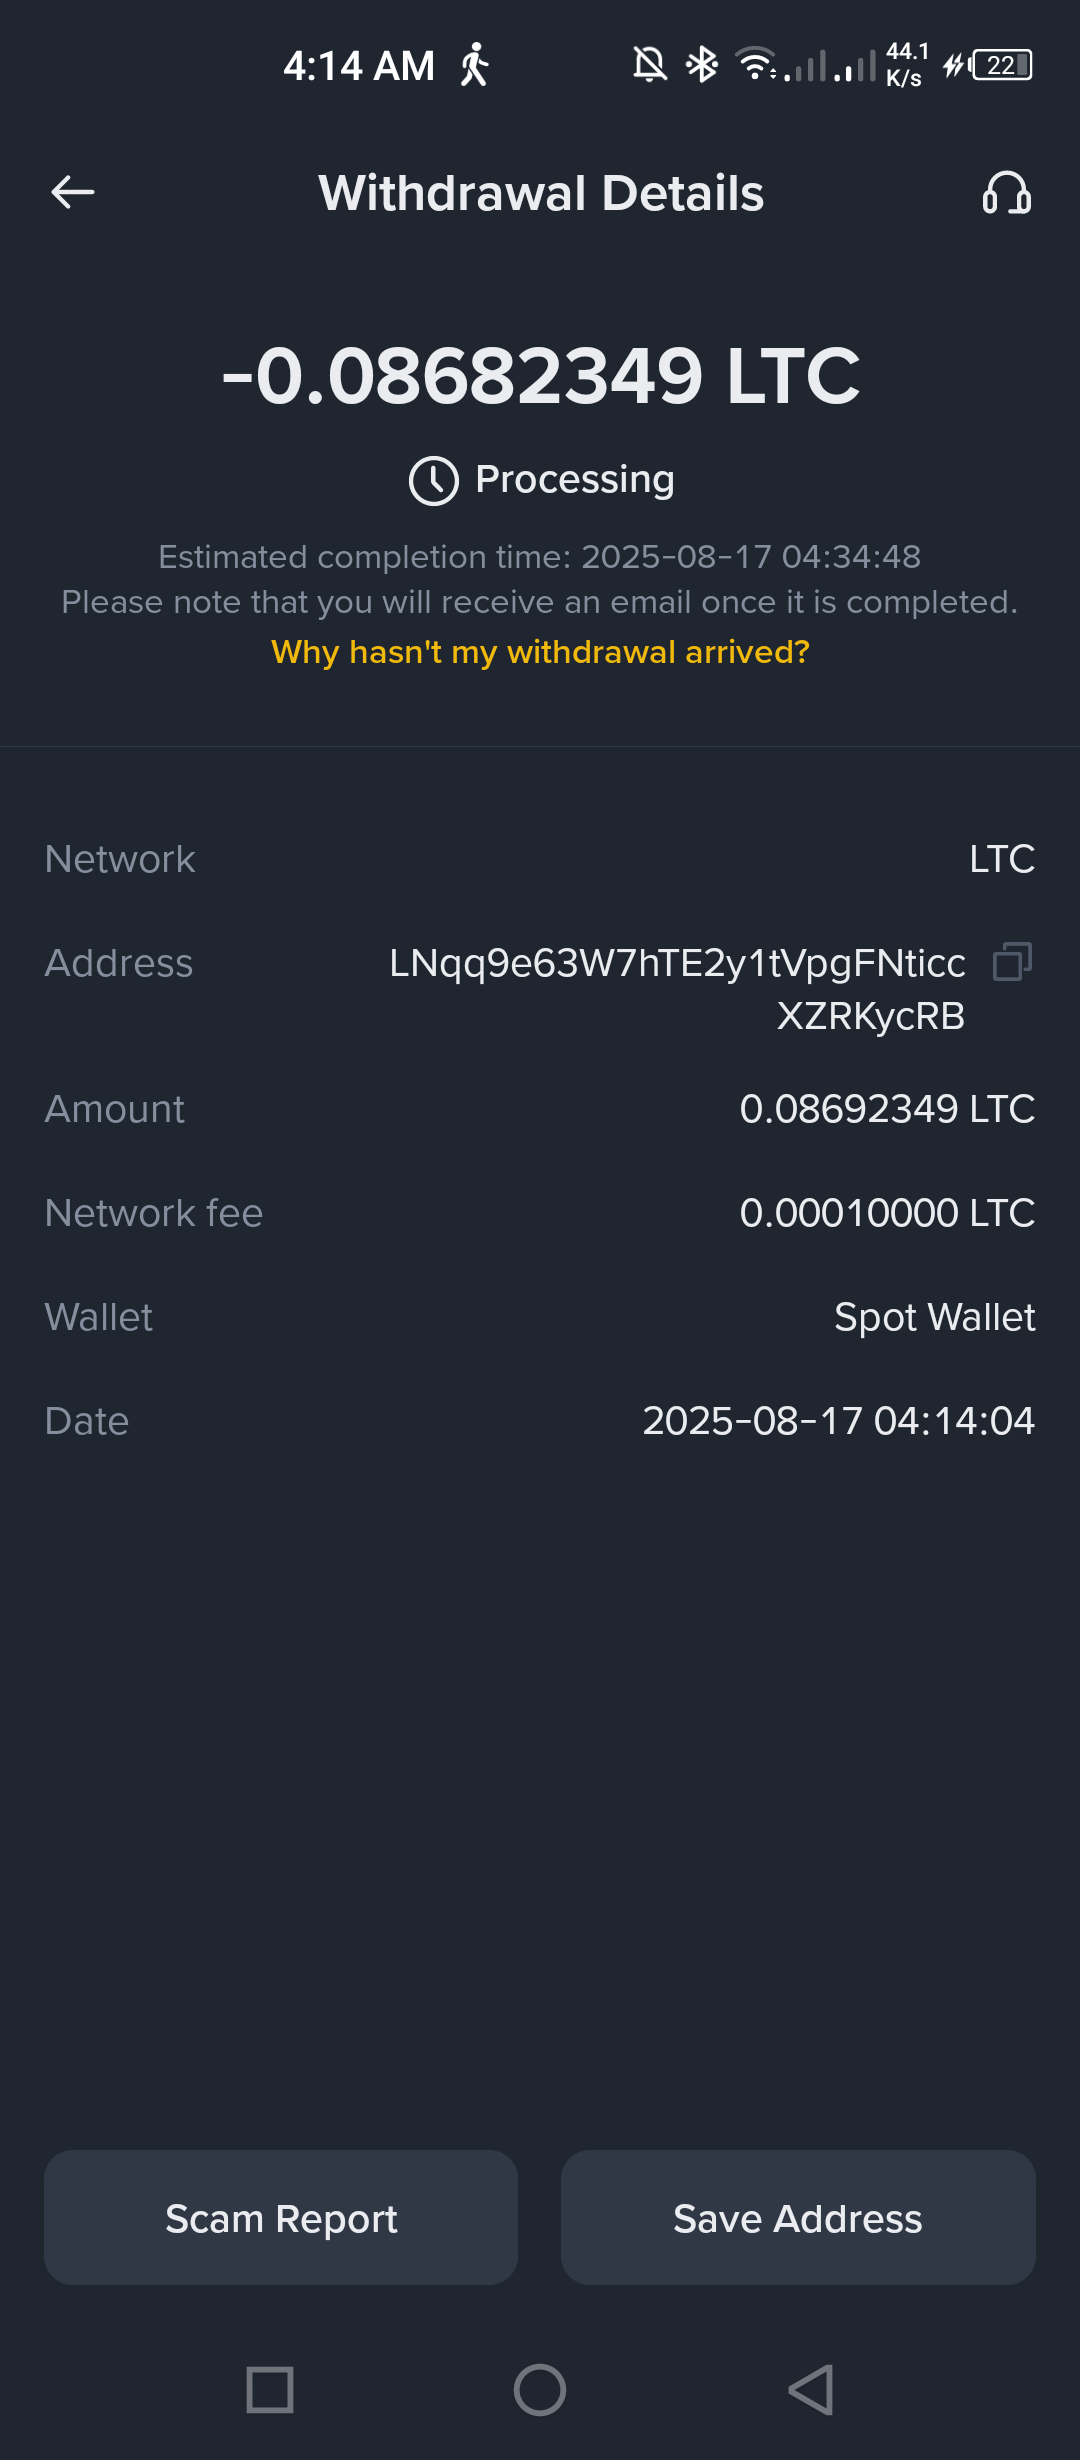 4:14 AM
44.1
K/s
22
Withdrawal Details
-0.08682349 LTC
Processing
Estimated completion time: 2025-08-17 04:34:48
Please note that you will receive an email once it is completed.
Why hasn't my withdrawal arrived?
Network LTC
Address LNqq9e63W7hTE2y1tVpgFNticc
XZRKycRB
Amount 0.08692349 LTC
Network fee 0.00010000 LTC
Wallet Spot Wallet
Date 2025-08-17 04:14:04
Scam Report Save Address